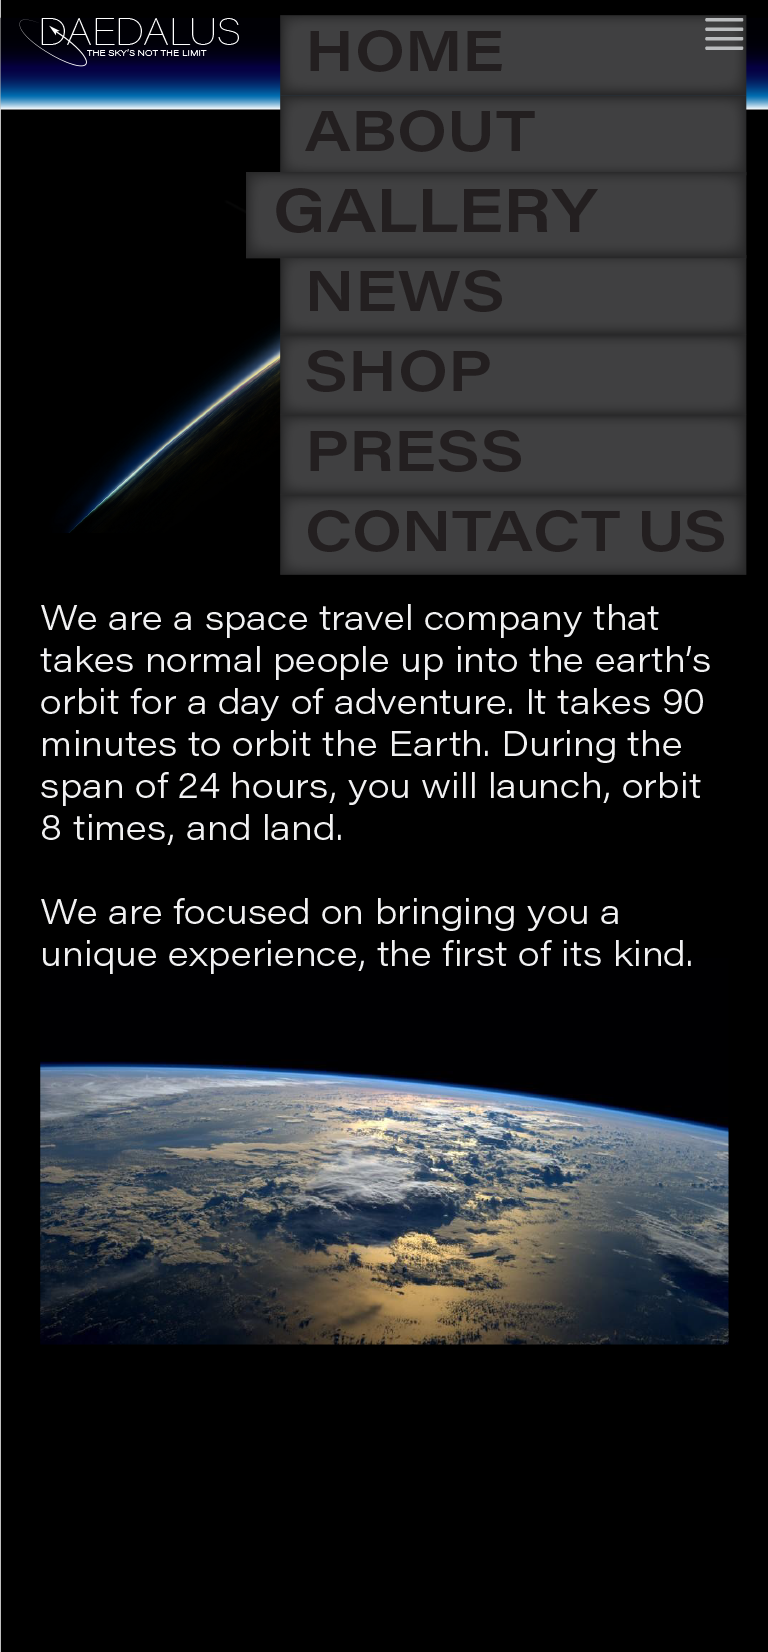 DAEDALUS
THE SKY'S NOT THE LIMIT
HOME
ABOUT
GALLERY
NEWS
SHOP
PRESS
CONTACT US
We are a space travel company that
takes normal people up into the earth’s
orbit for a day of adventure. It takes 90
minutes to orbit the Earth. During the
span of 24 hours, you will launch, orbit
8 times, and land.
We are focused on bringing you a
unique experience, the first of its kind.